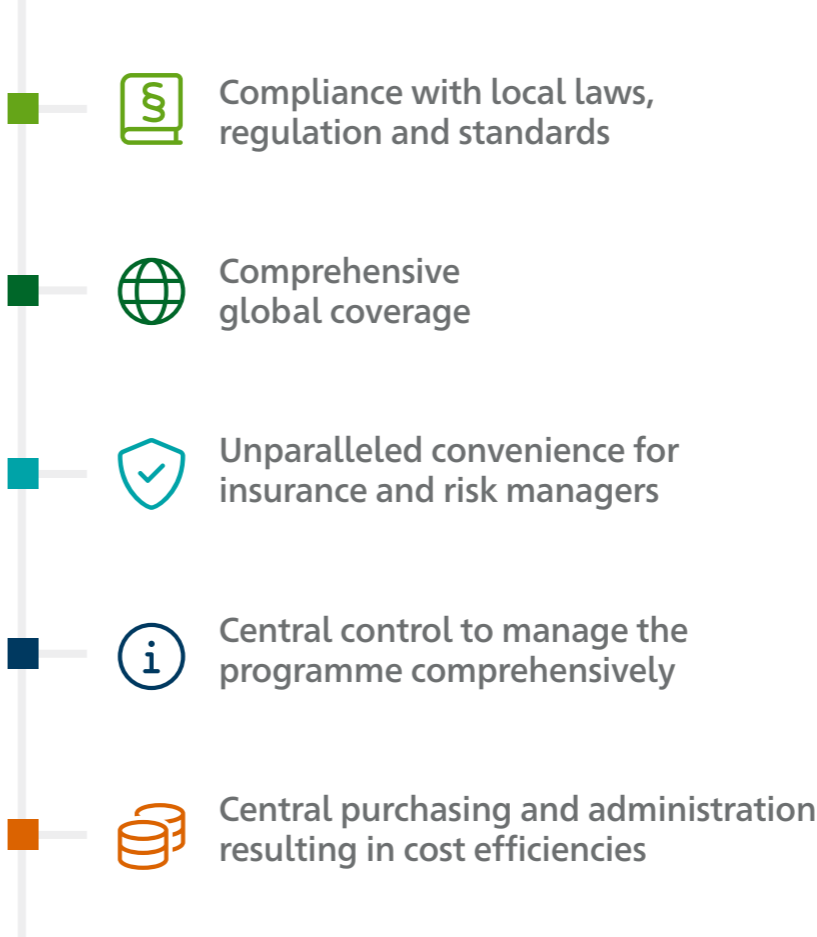 §
Compliance with local laws,
regulation and standards
Comprehensive
global coverage
Unparalleled convenience for
insurance and risk managers
i
Central control to manage the
programme comprehensively
Central purchasing and administration
resulting in cost efficiencies